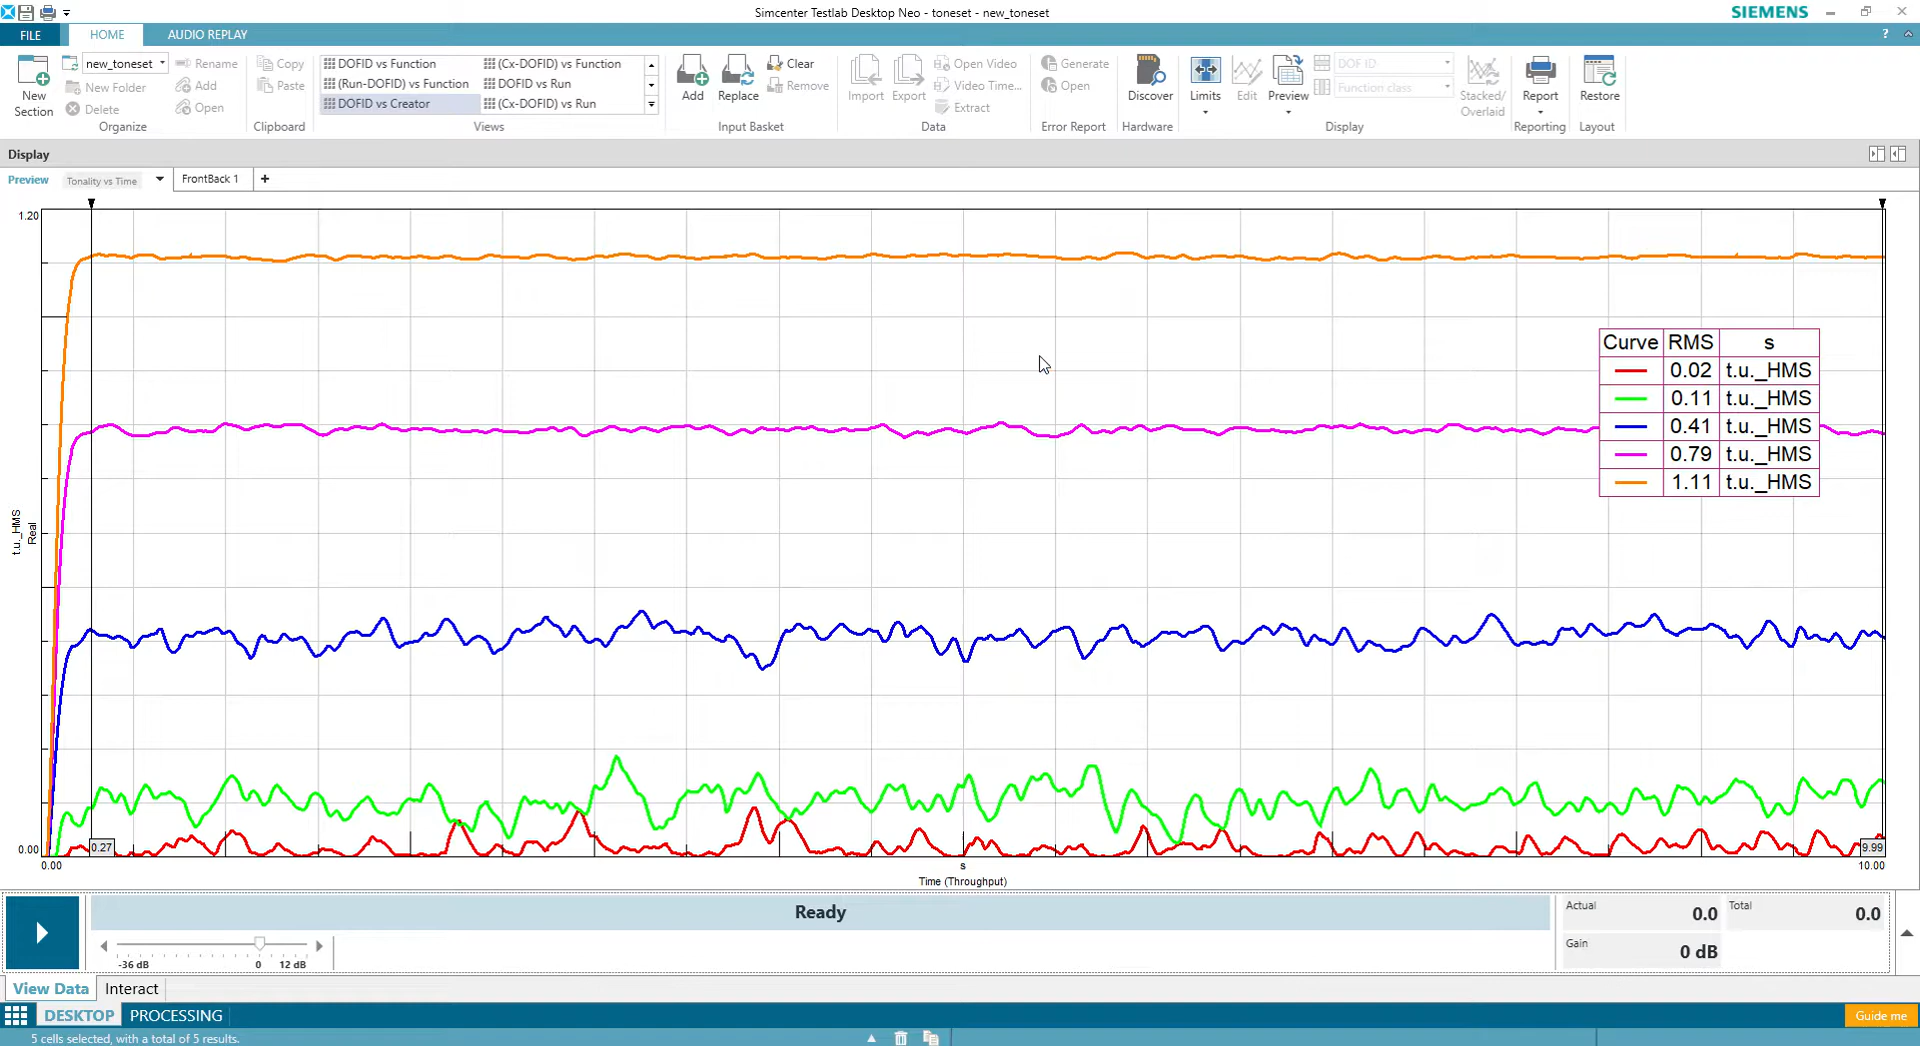 Simcenter Testlab Desktop Neo - toneset - new_toneset
SIEMENS
FILE
HOME
AUDIO REPLAY
?
New Section
new_toneset
New Folder
Delete
Rename
Add
Open
Organize
Copy
Paste
Clipboard
DOFID vs Function
(Run-DOFID) vs Function
DOFID vs Creator
(Cx-DOFID) vs Function
DOFID vs Run
(Cx-DOFID) vs Run
Views
Add
Replace
Clear
Remove
Input Basket
Import
Export
Open Video
Video Time...
Extract
Data
Generate
Open
Error Report
Discover
Hardware
Limits
Edit
Preview
DOF ID
Function class
Stacked/
Overlaid
Display
Report
Reporting
Restore
Layout
Display
Preview
Tonality vs Time
FrontBack 1
+
1.20
t.u._HMS
Real
0.00
Curve RMS s
0.02 t.u._HMS
0.11 t.u._HMS
0.41 t.u._HMS
0.79 t.u._HMS
1.11 t.u._HMS
0.27
9.99
0.00
s
10.00
Time (Throughput)
Ready
-36 dB
0
12 dB
Actual
0.0
Total
0.0
Gain
0 dB
View Data
Interact
DESKTOP
PROCESSING
Guide me
5 cells selected, with a total of 5 results.